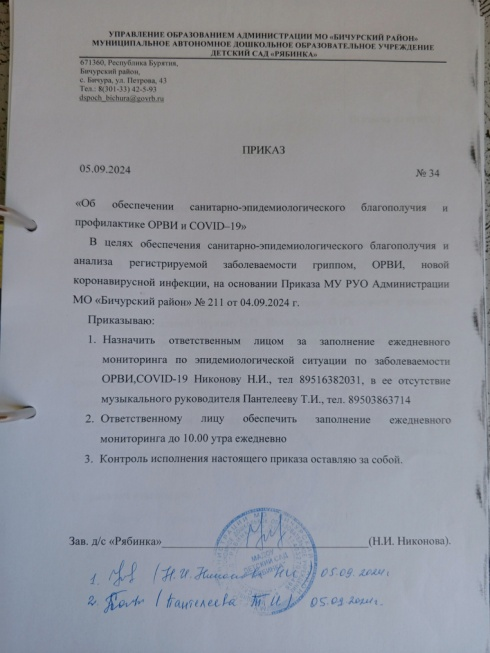 УПРАВЛЕНИЕ ОБРАЗОВАНИЕМ АДМИНИСТРАЦИИ МО «БИЧУРСКИЙ РАЙОН»
МУНИЦИПАЛЬНОЕ АВТОНОМНОЕ ДОШКОЛЬНОЕ ОБРАЗОВАТЕЛЬНОЕ УЧРЕЖДЕНИЕ
ДЕТСКИЙ САД «РЯБИНКА»
671360, Республика Бурятия,
Бичурский район,
с. Бичура, ул. Петрова, 43
Тел.: 8(301-33) 42-5-93
dspoch_bichura@govrb.ru
ПРИКАЗ
05.09.2024 № 34
«Об обеспечении санитарно-эпидемиологического благополучия и
профилактике ОРВИ и COVID–19»
В целях обеспечения санитарно-эпидемиологического благополучия и
анализа регистрируемой заболеваемости гриппом, ОРВИ, новой
коронавирусной инфекции, на основании Приказа МУ РУО Администрации
МО «Бичурский район» № 211 от 04.09.2024 г.
Приказываю:
1. Назначить ответственным лицом за заполнение ежедневного
мониторинга по эпидемиологической ситуации по заболеваемости
ОРВИ,COVID-19 Никонову Н.И., тел 89516382031, в ее отсутствие
музыкального руководителя Пантелееву Т.И., тел. 89503863714
2. Ответственному лицу обеспечить заполнение ежедневного
мониторинга до 10.00 утра ежедневно
3. Контроль исполнения настоящего приказа оставляю за собой.
Зав. д/с «Рябинка» (Н.И. Никонова).
ДЕТСКИЙ САД
1. (Н.И. Никонова 05.09.2024г.
2. (Пантелеева Т И) 05.09.2024г.